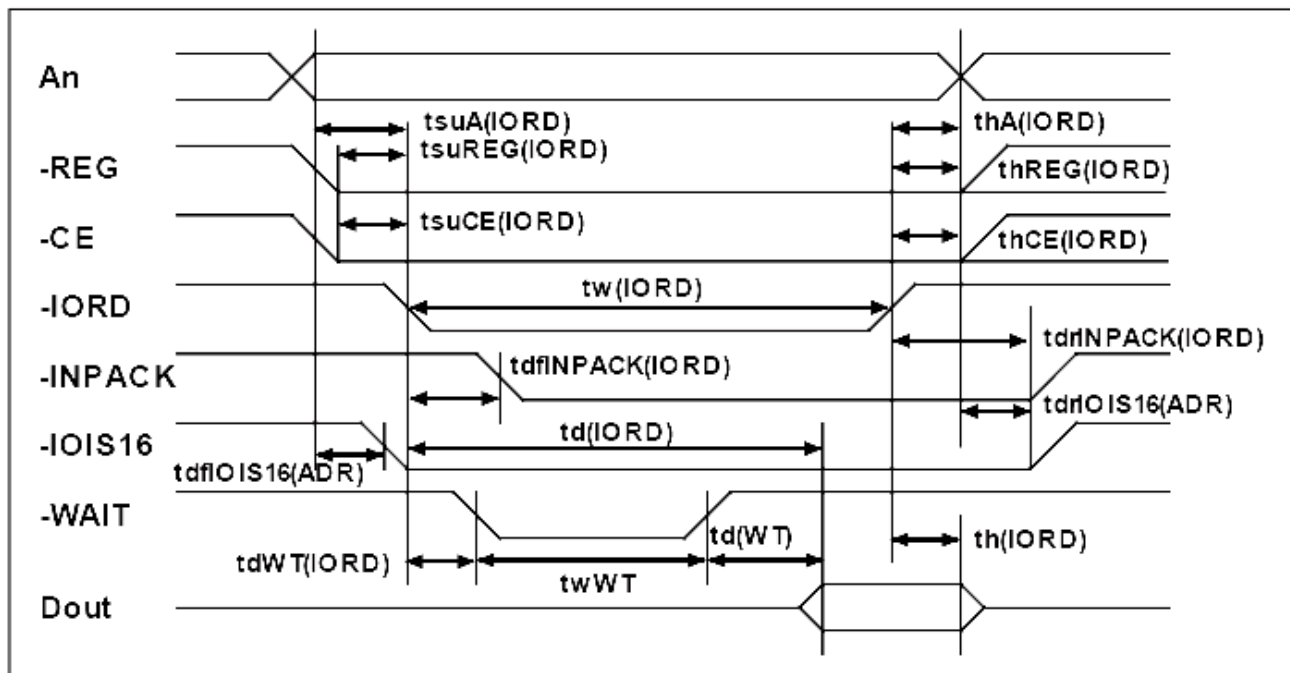 An
tsuA(IORD)
thA(IORD)
tsuREG(IORD)
-REG
thREG(IORD)
tsuCE(IORD)
-CE
thCE(IORD)
tw(IORD)
-IORD
tdrINPACK(IORD)
tdfINPACK(IORD)
-INPACK
tdrIOIS16(ADR)
td(IORD)
-IOIS16
tdfIOIS16(ADR)
-WAIT
td(WT)
th(IORD)
tdWT(IORD)
twWT
Dout